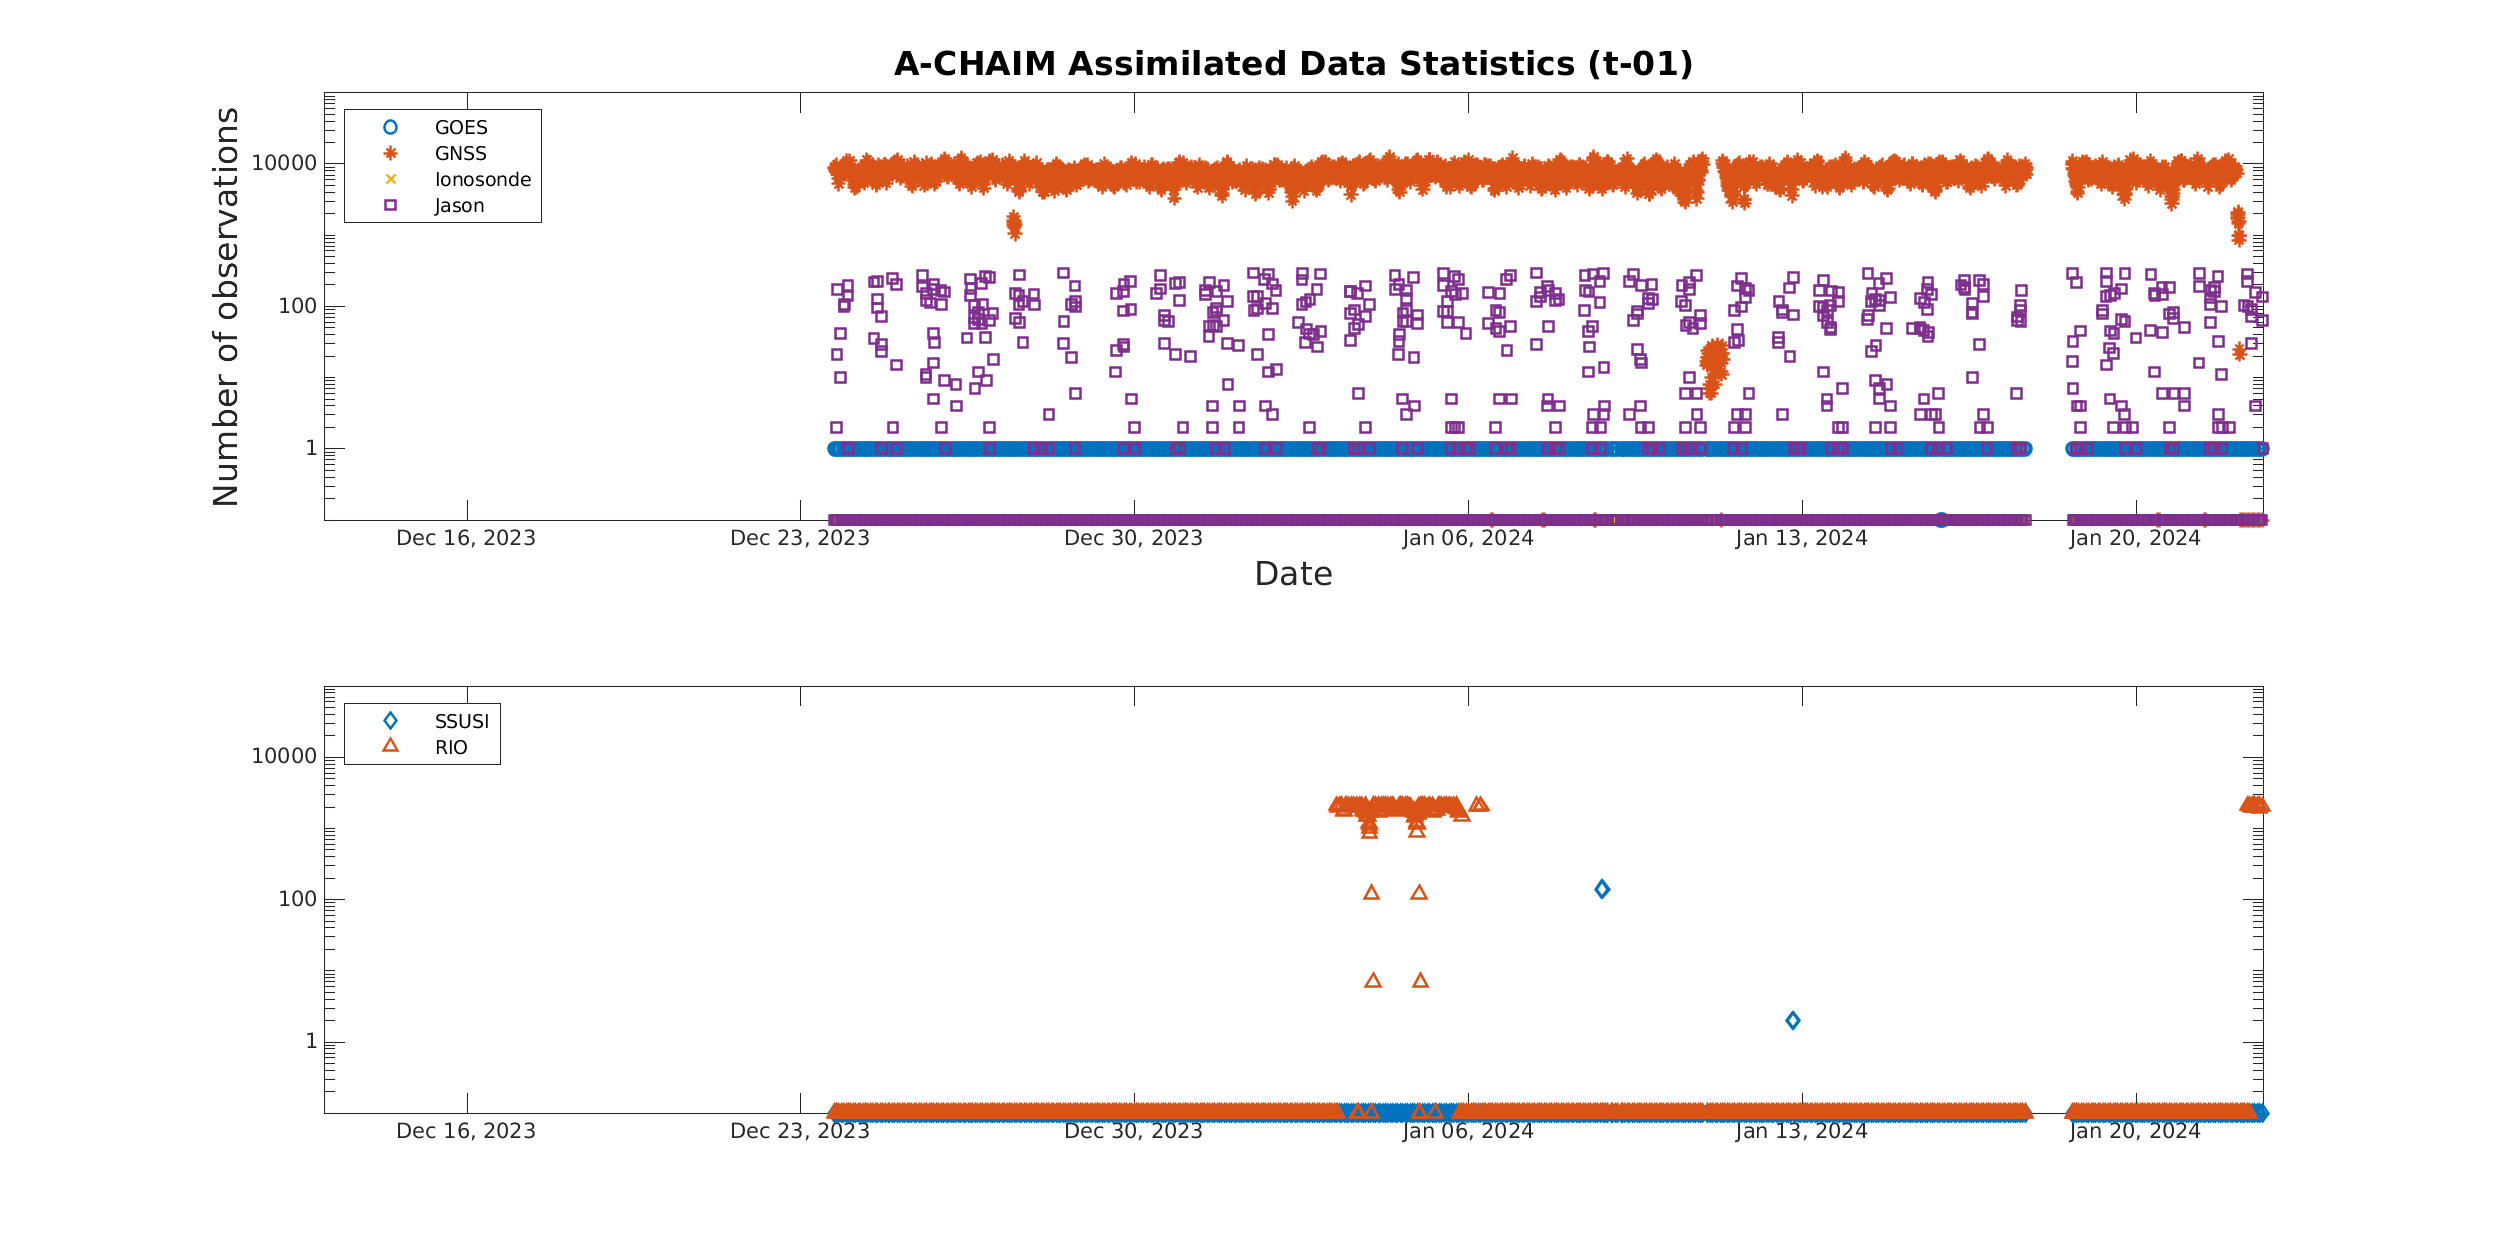 A-CHAIM Assimilated Data Statistics (t-01)
Number of observations
GOES
GNSS
Ionosonde
Jason
10000
100
1
Dec 16, 2023 Dec 23, 2023 Dec 30, 2023 Jan 06, 2024 Jan 13, 2024 Jan 20, 2024
Date
SSUSI
RIO
10000
100
1
Dec 16, 2023 Dec 23, 2023 Dec 30, 2023 Jan 06, 2024 Jan 13, 2024 Jan 20, 2024